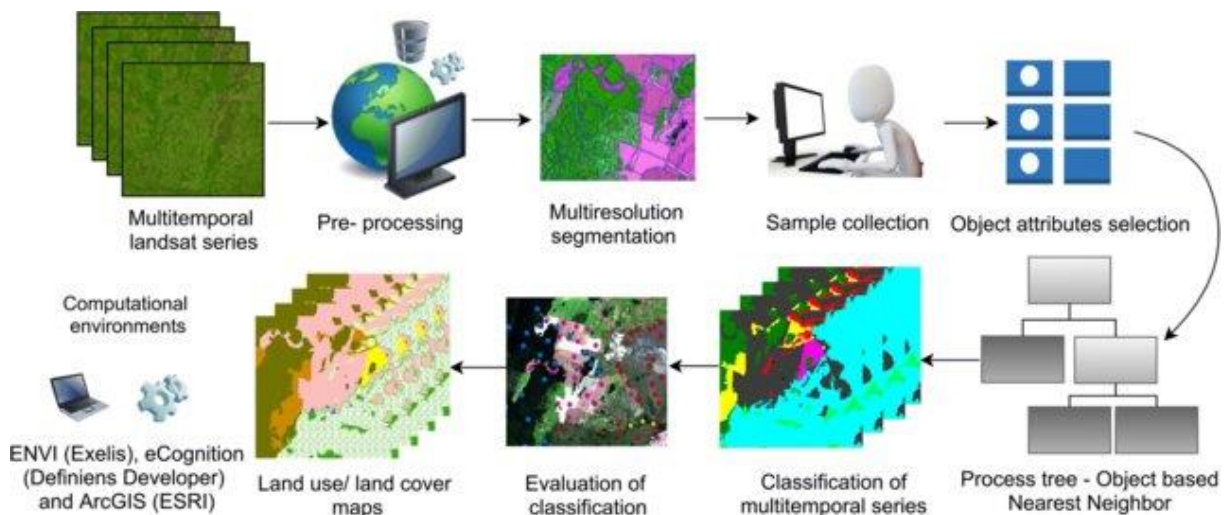 Multitemporal
landsat series
Pre- processing
Multiresolution
segmentation
Sample collection
Object attributes selection
Process tree - Object based
Nearest Neighbor
Classification of
multitemporal series
Evaluation of
classification
Land use/ land cover
maps
Computational
environments
ENVI (Exelis), eCognition
(Definiens Developer)
and ArcGIS (ESRI)